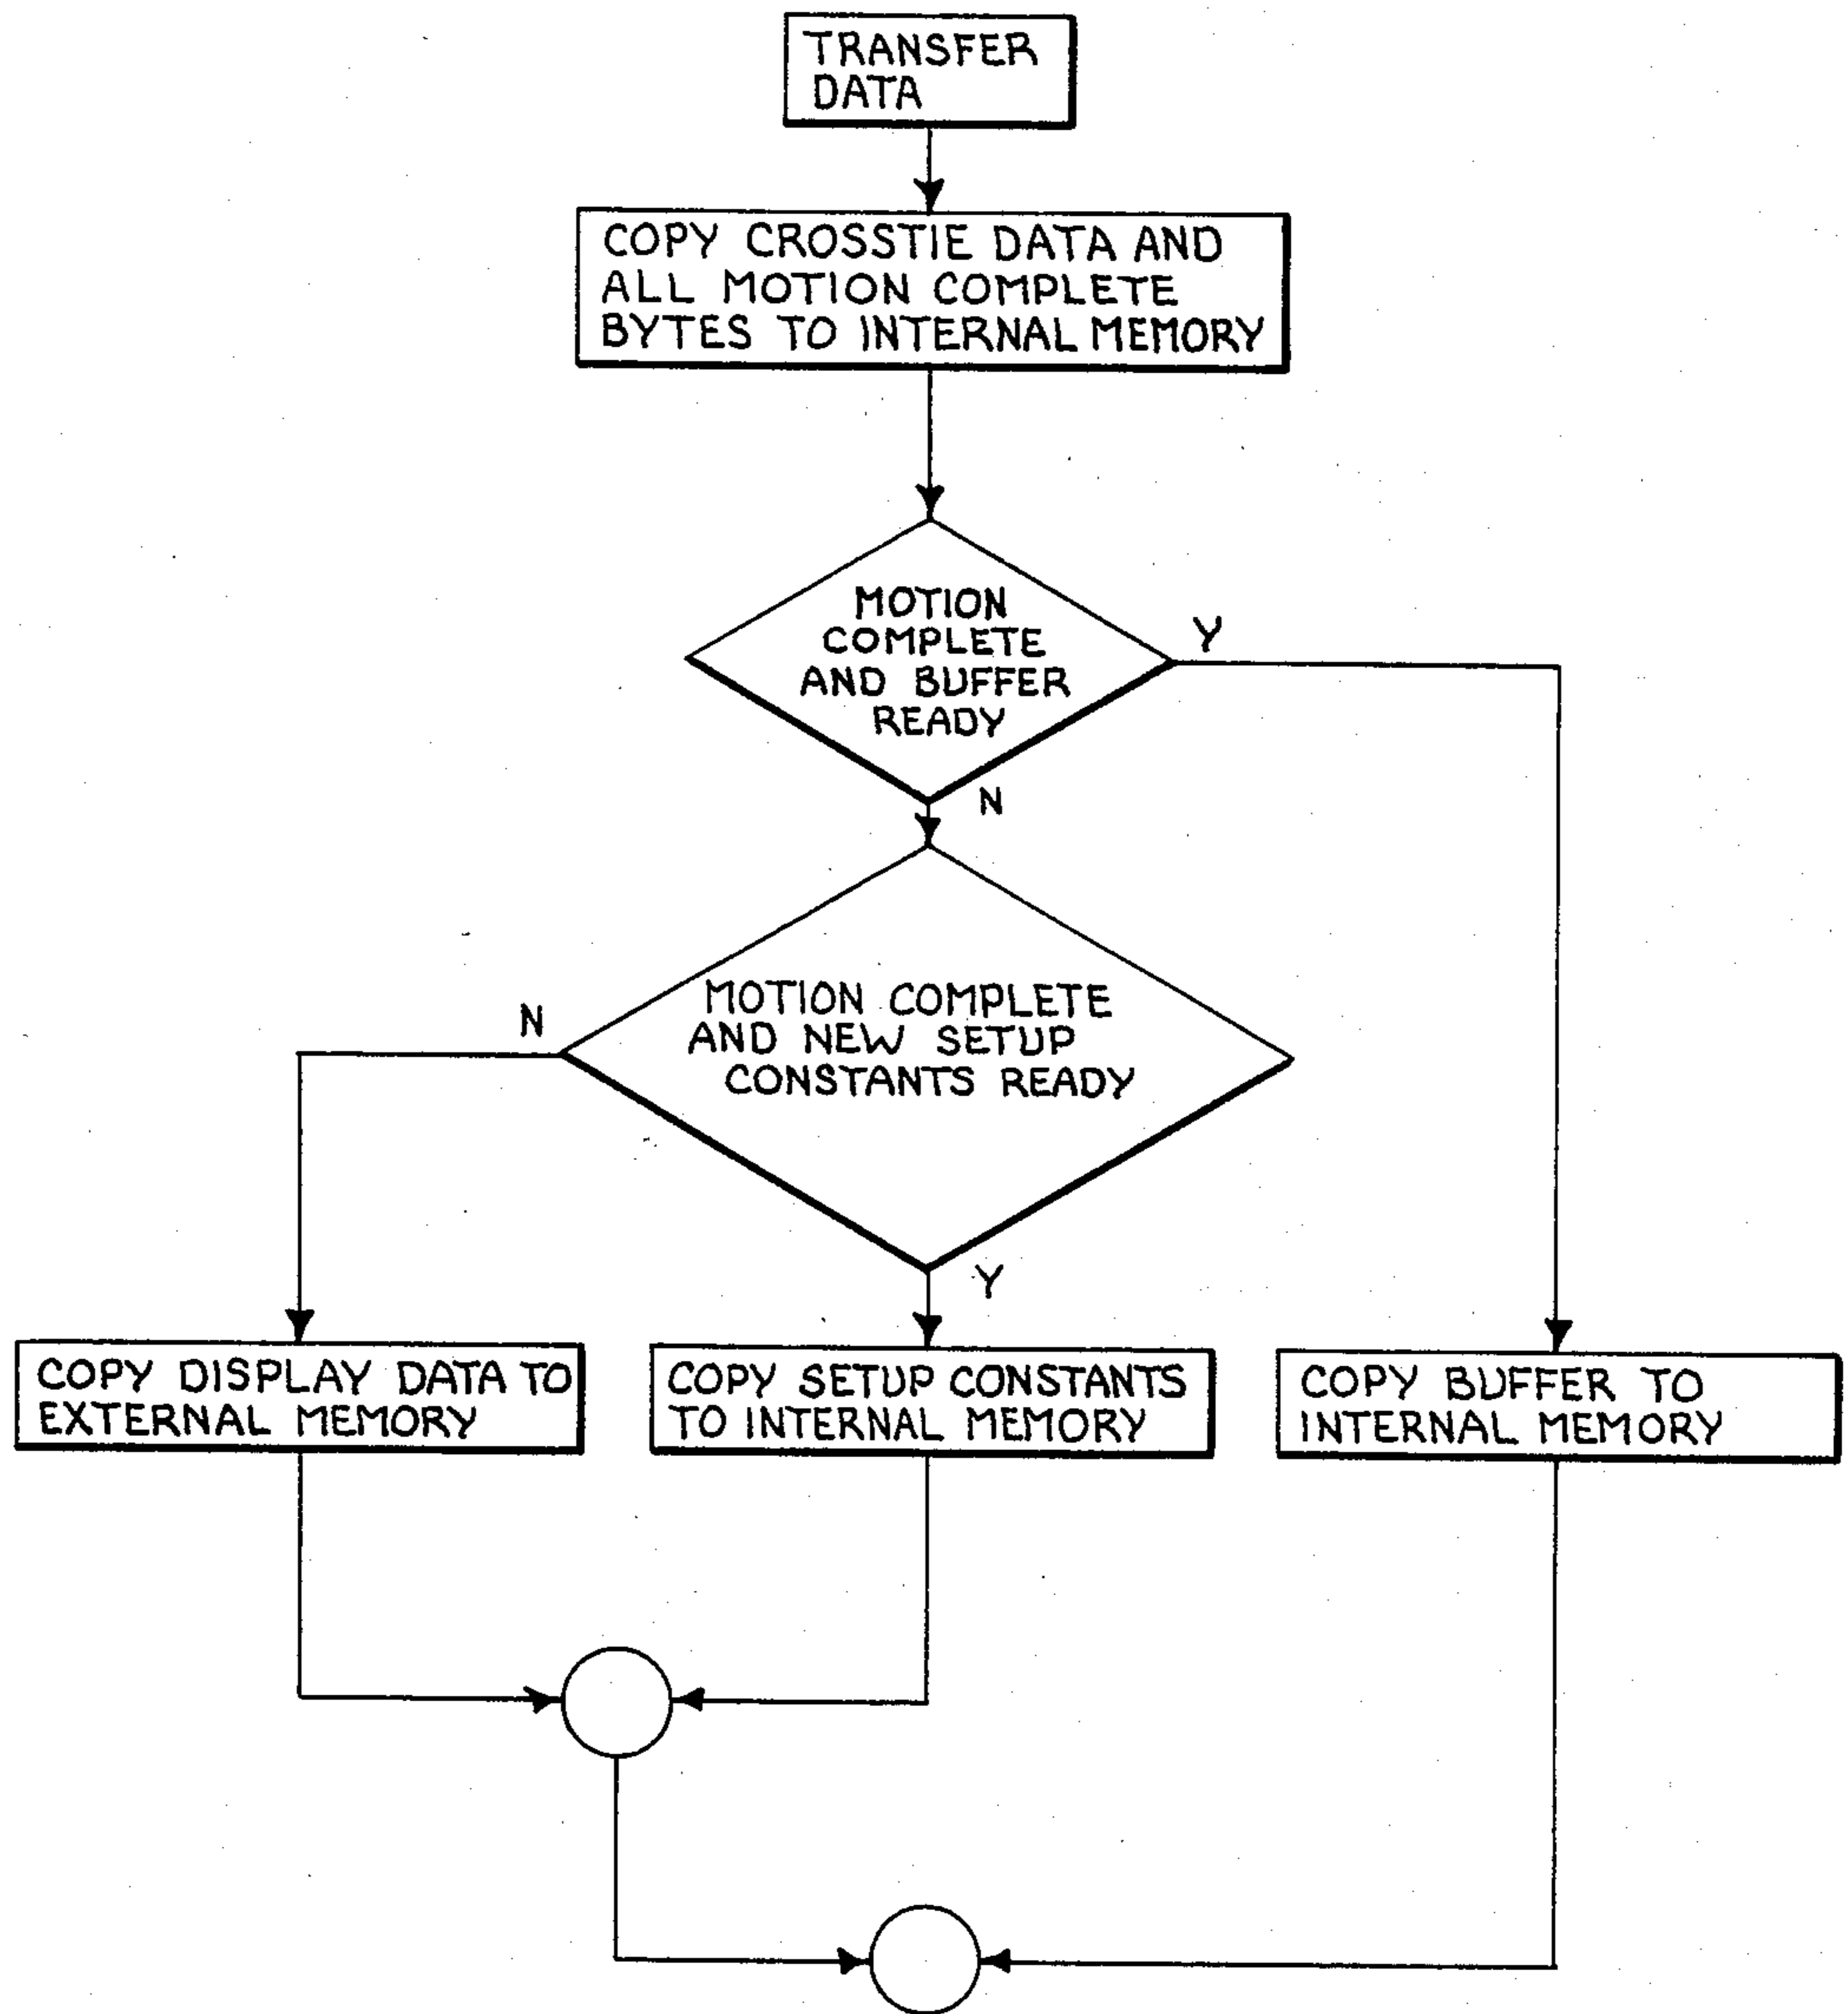 TRANSFER
DATA
COPY CROSSTIE DATA AND
ALL MOTION COMPLETE
BYTES TO INTERNAL MEMORY
MOTION
COMPLETE
AND BUFFER
READY
Y
N
MOTION COMPLETE
AND NEW SETUP
CONSTANTS READY
N
Y
COPY DISPLAY DATA TO
EXTERNAL MEMORY
COPY SETUP CONSTANTS
TO INTERNAL MEMORY
COPY BUFFER TO
INTERNAL MEMORY